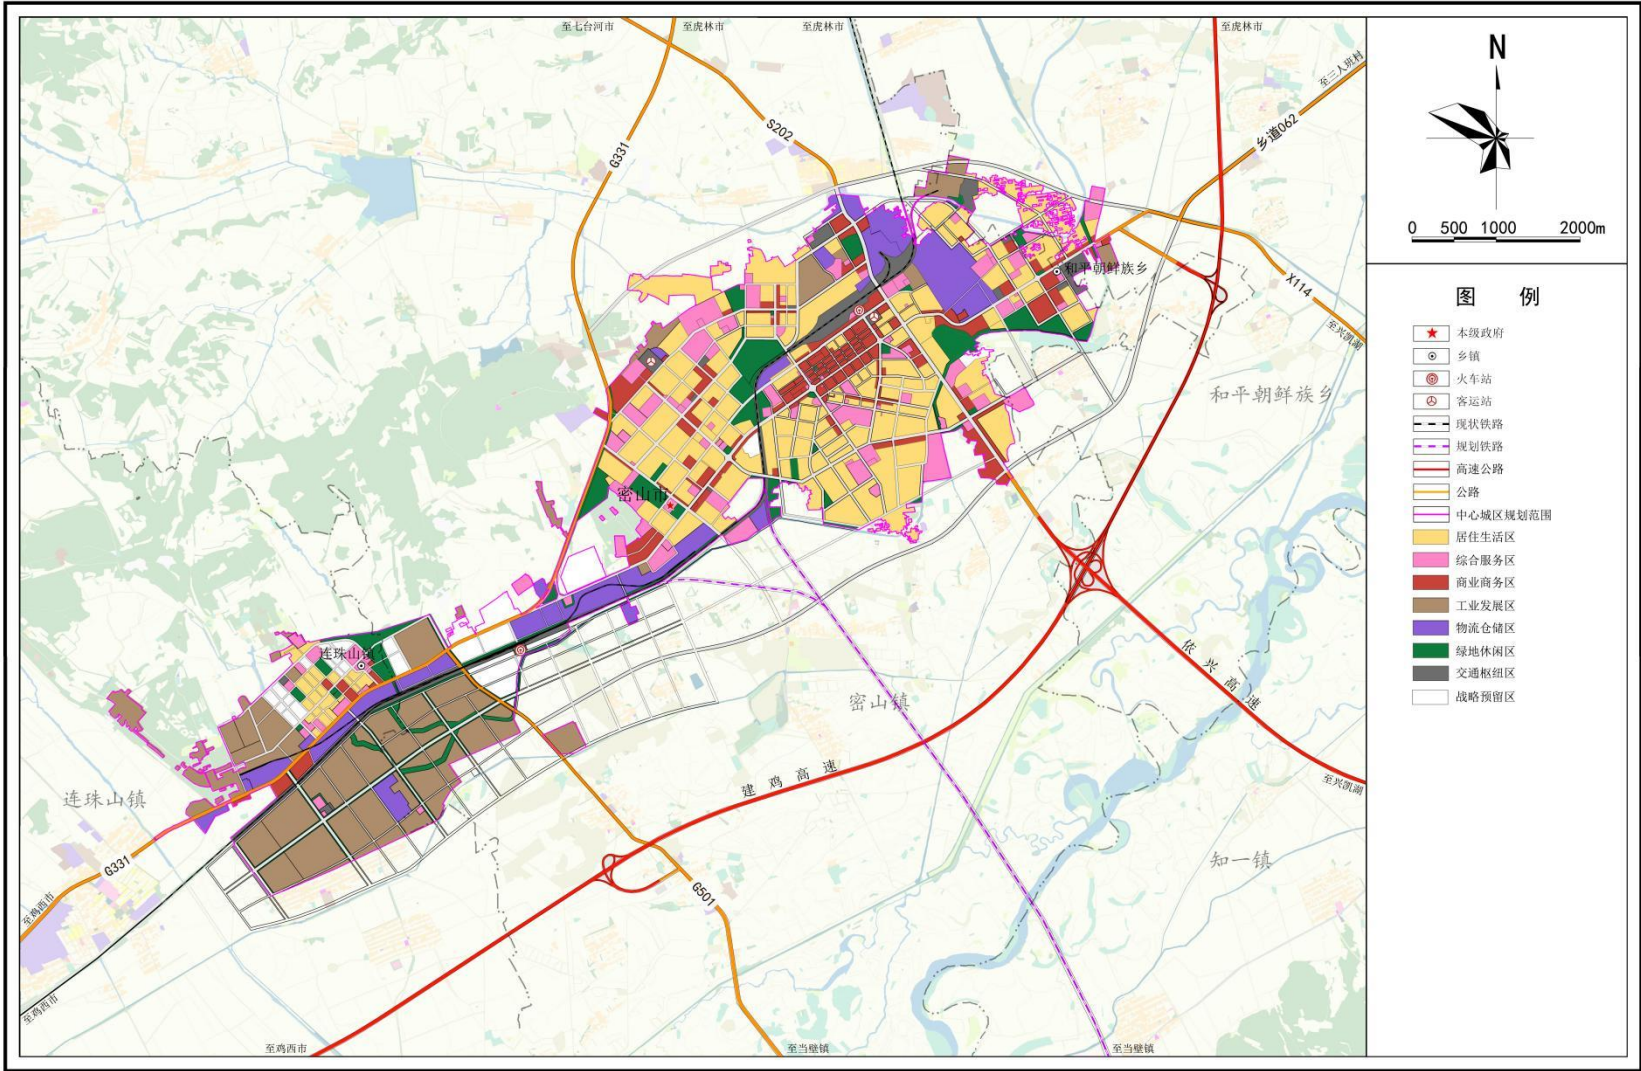 至七台河市
至虎林市
至虎林市
至虎林市
至三人班村
N
S202
乡道062
G331
0 500 1000 2000m
和平朝鲜族乡
X114
图 例
至兴凯湖
本级政府
乡镇
火车站
和平朝鲜族乡
客运站
现状铁路
规划铁路
高速公路
密山市
公路
中心城区规划范围
居住生活区
综合服务区
商业商务区
工业发展区
物流仓储区
连珠山镇
依兴高速
绿地休闲区
交通枢纽区
密山镇
战略预留区
建鸡高速
至兴凯湖
连珠山镇
知一镇
G331
G501
至鸡西市
至鸡西市
至鸡西市
至当壁镇
至当壁镇